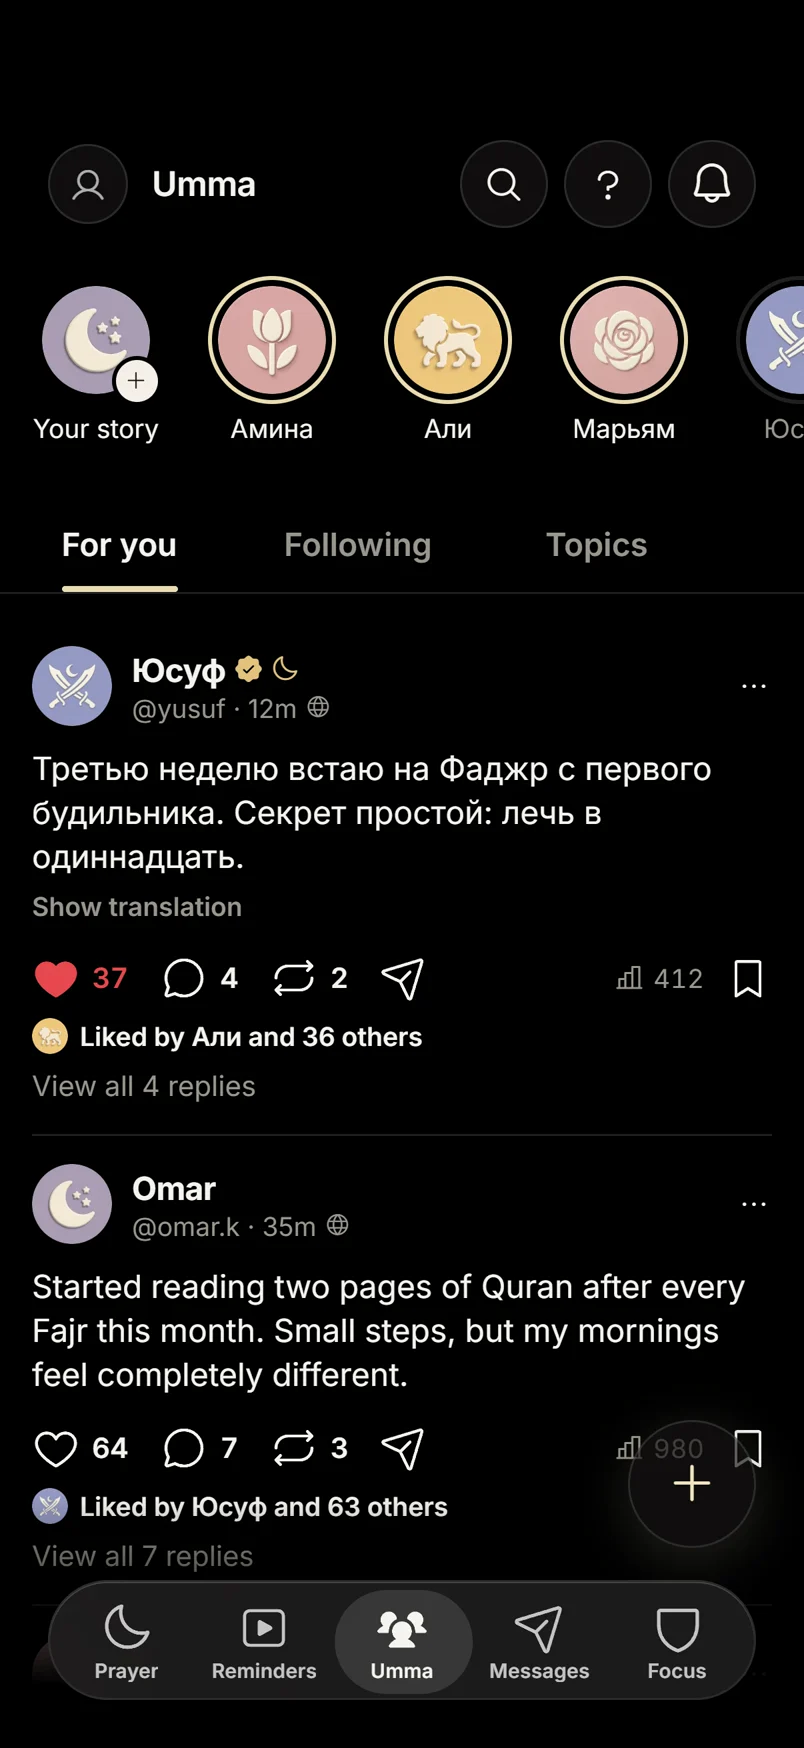 Umma
Your story
Амина
Али
Марьям
Юс
For you
Following
Topics
Юсуф
@yusuf · 12m
Третью неделю встаю на Фаджр с первого
будильника. Секрет простой: лечь в
одиннадцать.
Show translation
37 4 2 412
Liked by Али and 36 others
View all 4 replies
Omar
@omar.k · 35m
Started reading two pages of Quran after every
Fajr this month. Small steps, but my mornings
feel completely different.
64 7 3 980
Liked by Юсуф and 63 others
View all 7 replies
Prayer
Reminders
Umma
Messages
Focus